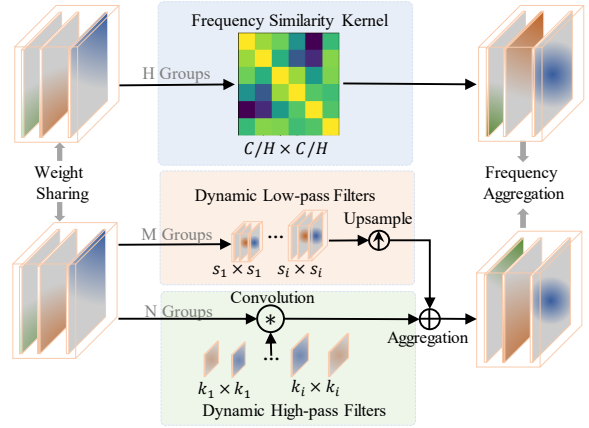 Frequency Similarity Kernel
H Groups
C/H × C/H
Weight
Sharing
Frequency
Aggregation
Dynamic Low-pass Filters
M Groups
Upsample
...
s₁ × s₁ sᵢ × sᵢ
Convolution
N Groups
*
Aggregation
...
k₁ × k₁ kᵢ × kᵢ
Dynamic High-pass Filters